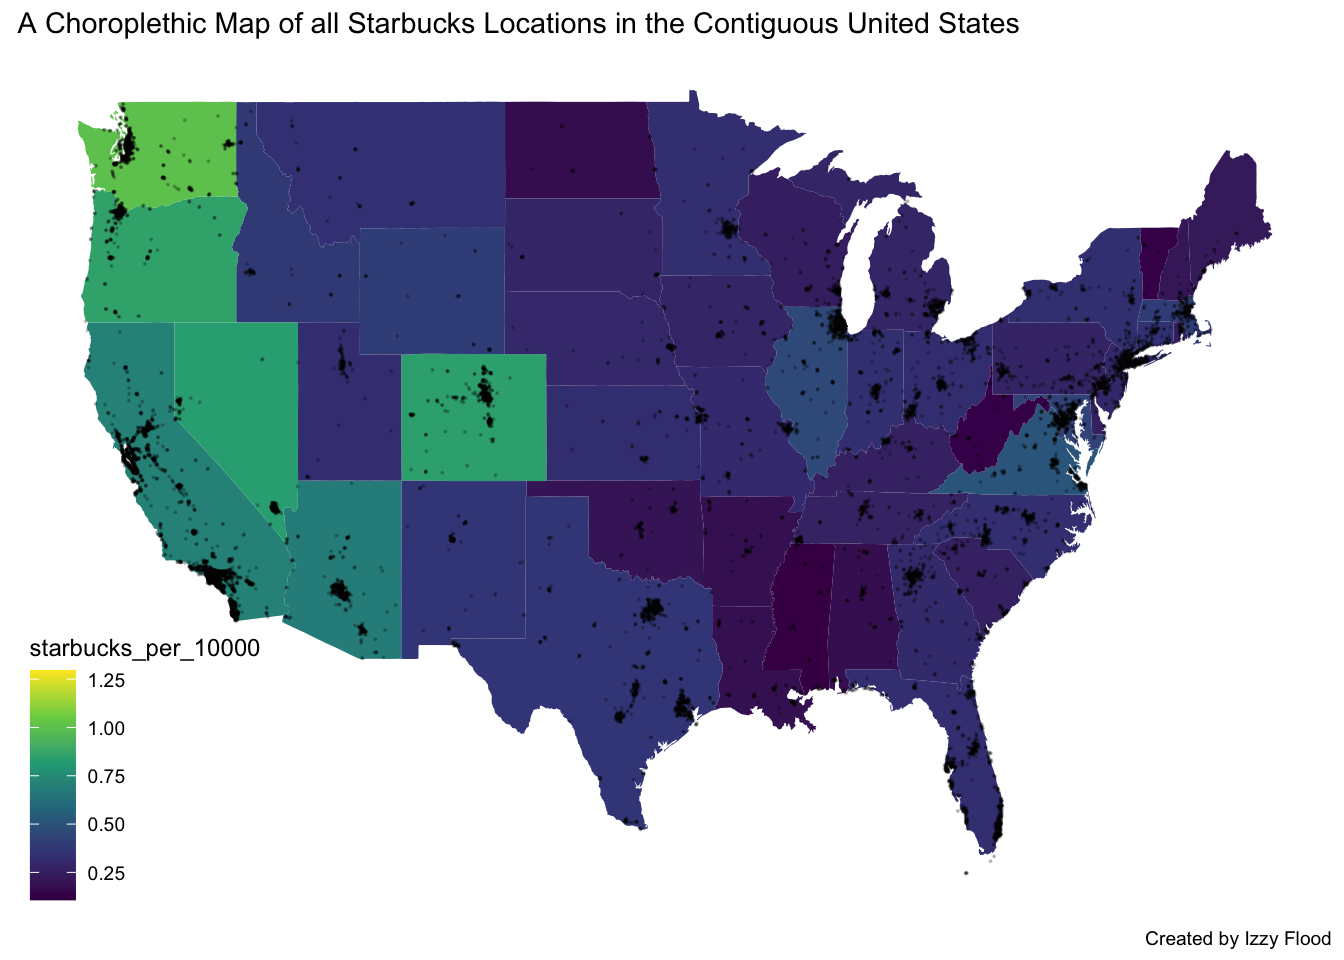 A Choroplethic Map of all Starbucks Locations in the Contiguous United States
starbucks_per_10000
1.25
1.00
0.75
0.50
0.25
Created by Izzy Flood